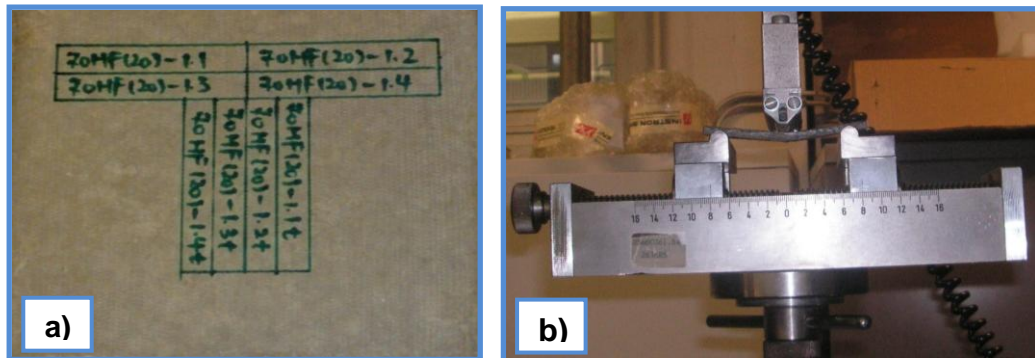 70MF(20)-1.1
70MF(20)-1.2
70MF(20)-1.3
70MF(20)-1.4
70MF(20)-1.4t
70MF(20)-1.3t
70MF(20)-1.2t
70MF(20)-1.1t
a)
INSTRON
16 14 12 10 8 6 4 2 0 2 4 6 8 10 12 14 16
b)